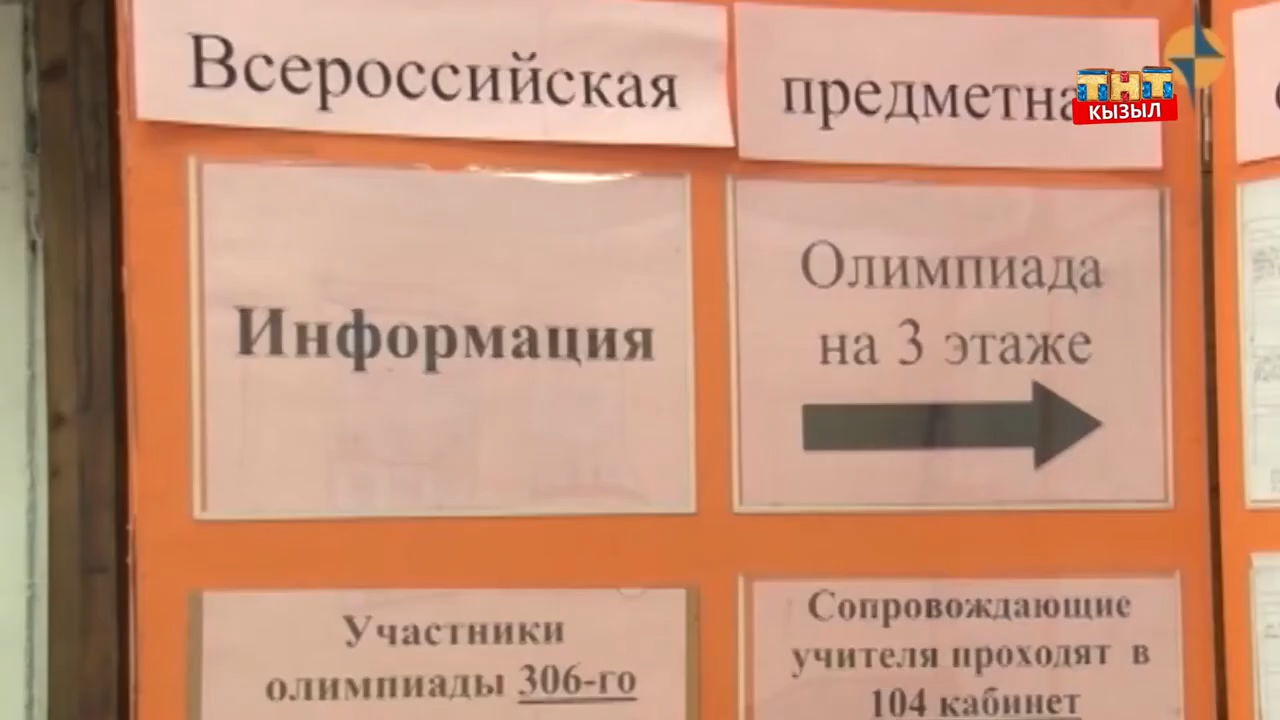 Всероссийская предметна
ТНТ
КЫЗЫЛ
Информация
Олимпиада
на 3 этаже
Участники
олимпиады 306-го
Сопровождающие
учителя проходят в
104 кабинет